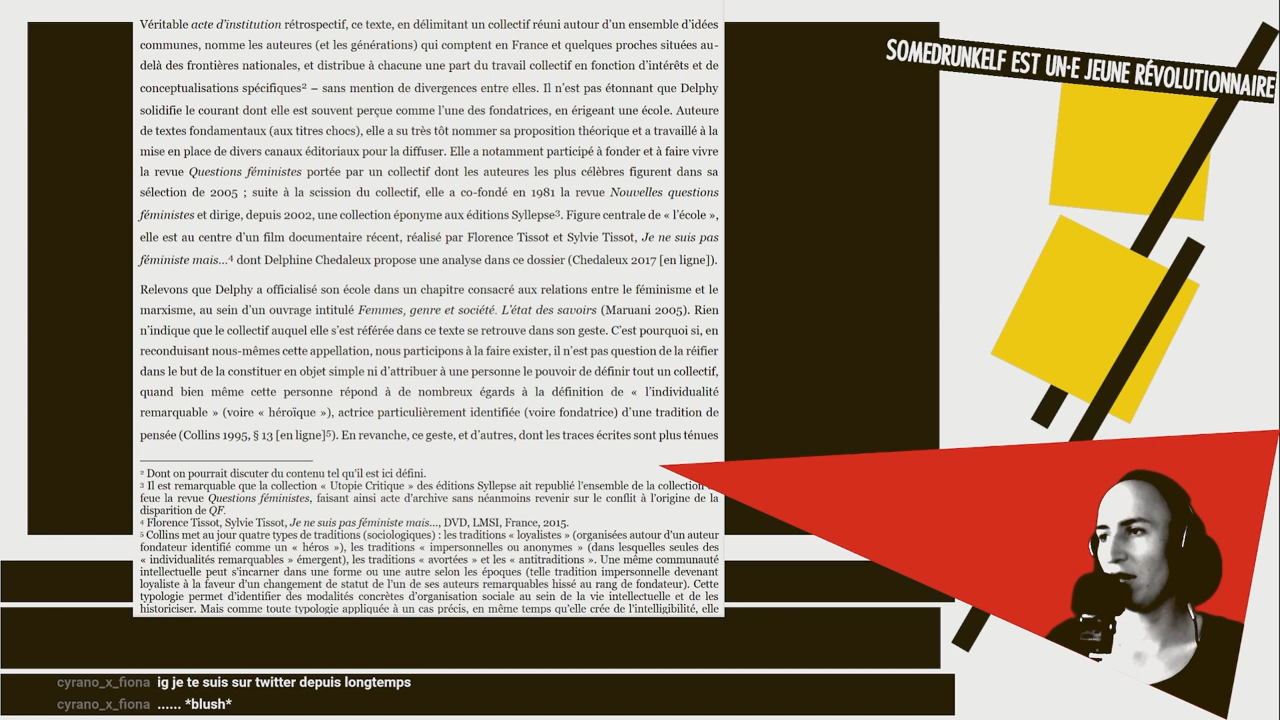 Véritable acte d’institution rétrospectif, ce texte, en délimitant un collectif réuni autour d’un ensemble d’idées
communes, nomme les auteures (et les générations) qui comptent en France et quelques proches situées au-
delà des frontières nationales, et distribue à chacune une part du travail collectif en fonction d’intérêts et de
conceptualisations spécifiques² – sans mention de divergences entre elles. Il n’est pas étonnant que Delphy
solidifie le courant dont elle est souvent perçue comme l’une des fondatrices, en érigeant une école. Auteure
de textes fondamentaux (aux titres chocs), elle a su très tôt nommer sa proposition théorique et a travaillé à la
mise en place de divers canaux éditoriaux pour la diffuser. Elle a notamment participé à fonder et à faire vivre
la revue Questions féministes portée par un collectif dont les auteures les plus célèbres figurent dans sa
sélection de 2005 ; suite à la scission du collectif, elle a co-fondé en 1981 la revue Nouvelles questions
féministes et dirige, depuis 2002, une collection éponyme aux éditions Syllepse³. Figure centrale de « l’école »,
elle est au centre d’un film documentaire récent, réalisé par Florence Tissot et Sylvie Tissot, Je ne suis pas
féministe mais…⁴ dont Delphine Chedaleux propose une analyse dans ce dossier (Chedaleux 2017 [en ligne]).
Relevons que Delphy a officialisé son école dans un chapitre consacré aux relations entre le féminisme et le
marxisme, au sein d’un ouvrage intitulé Femmes, genre et société. L’état des savoirs (Maruani 2005). Rien
n’indique que le collectif auquel elle s’est référée dans ce texte se retrouve dans son geste. C’est pourquoi si, en
reconduisant nous-mêmes cette appellation, nous participons à la faire exister, il n’est pas question de la réifier
dans le but de la constituer en objet simple ni d’attribuer à une personne le pouvoir de définir tout un collectif,
quand bien même cette personne répond à de nombreux égards à la définition de « l’individualité
remarquable » (voire « héroïque »), actrice particulièrement identifiée (voire fondatrice) d’une tradition de
pensée (Collins 1995, § 13 [en ligne]⁵). En revanche, ce geste, et d’autres, dont les traces écrites sont plus ténues
² Dont on pourrait discuter du contenu tel qu’il est ici défini.
³ Il est remarquable que la collection « Utopie Critique » des éditions Syllepse ait republié l’ensemble de la collection
feue la revue Questions féministes, faisant ainsi acte d’archive sans néanmoins revenir sur le conflit à l’origine de la
disparition de QF.
⁴ Florence Tissot, Sylvie Tissot, Je ne suis pas féministe mais…, DVD, LMSI, France, 2015.
⁵ Collins met au jour quatre types de traditions (sociologiques) : les traditions « loyalistes » (organisées autour d’un auteur
fondateur identifié comme un « héros »), les traditions « impersonnelles ou anonymes » (dans lesquelles seules des
« individualités remarquables » émergent), les traditions « avortées » et les « antitraditions ». Une même communauté
intellectuelle peut s’incarner dans une forme ou une autre selon les époques (telle tradition impersonnelle devenant
loyaliste à la faveur d’un changement de statut de l’un de ses auteurs remarquables hissé au rang de fondateur). Cette
typologie permet d’identifier des modalités concrètes d’organisation sociale au sein de la vie intellectuelle et de les
historiciser. Mais comme toute typologie appliquée à un cas précis, en même temps qu’elle crée de l’intelligibilité, elle
SOMEDRUNKELF EST UN·E JEUNE RÉVOLUTIONNAIRE
cyrano_x_fiona ig je te suis sur twitter depuis longtemps
cyrano_x_fiona ...... *blush*